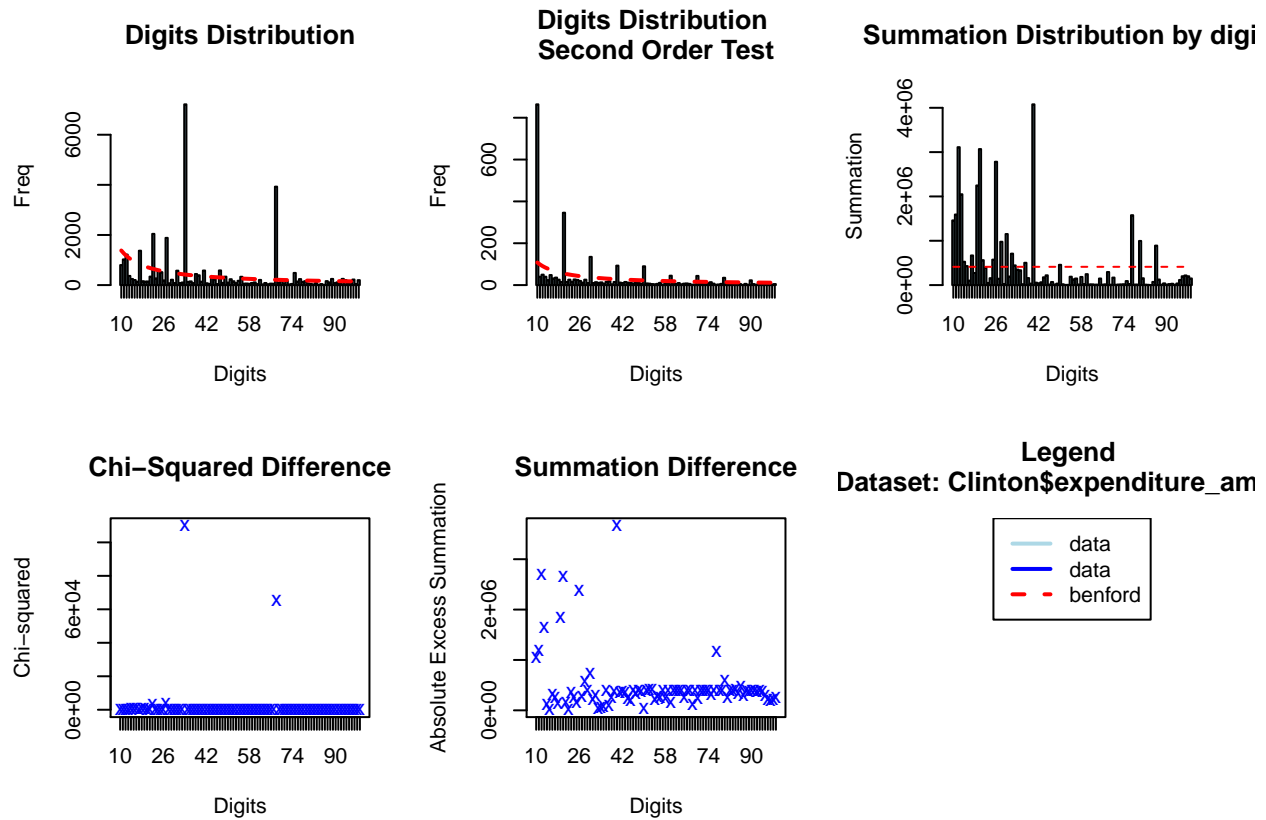 Digits Distribution
Freq
0
2000
6000
10 26 42 58 74 90
Digits
Digits Distribution
Second Order Test
Freq
0
200
600
10 26 42 58 74 90
Digits
Summation Distribution by digi
Summation
0e+00
2e+06
4e+06
10 26 42 58 74 90
Digits
Chi−Squared Difference
Chi−squared
0e+00
6e+04
10 26 42 58 74 90
Digits
Summation Difference
Absolute Excess Summation
0e+00
2e+06
10 26 42 58 74 90
Digits
Legend
Dataset: Clinton$expenditure_am
data
data
benford